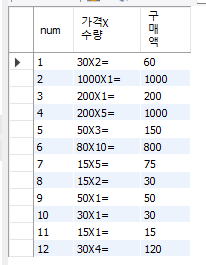 num 가격X 수량 구매액
1 30X2= 60
2 1000X1= 1000
3 200X1= 200
4 200X5= 1000
5 50X3= 150
6 80X10= 800
7 15X5= 75
8 15X2= 30
9 50X1= 50
10 30X1= 30
11 15X1= 15
12 30X4= 120